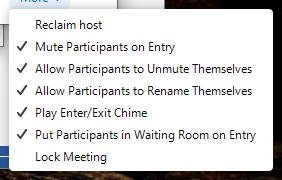 More
Reclaim host
Mute Participants on Entry
Allow Participants to Unmute Themselves
Allow Participants to Rename Themselves
Play Enter/Exit Chime
Put Participants in Waiting Room on Entry
Lock Meeting